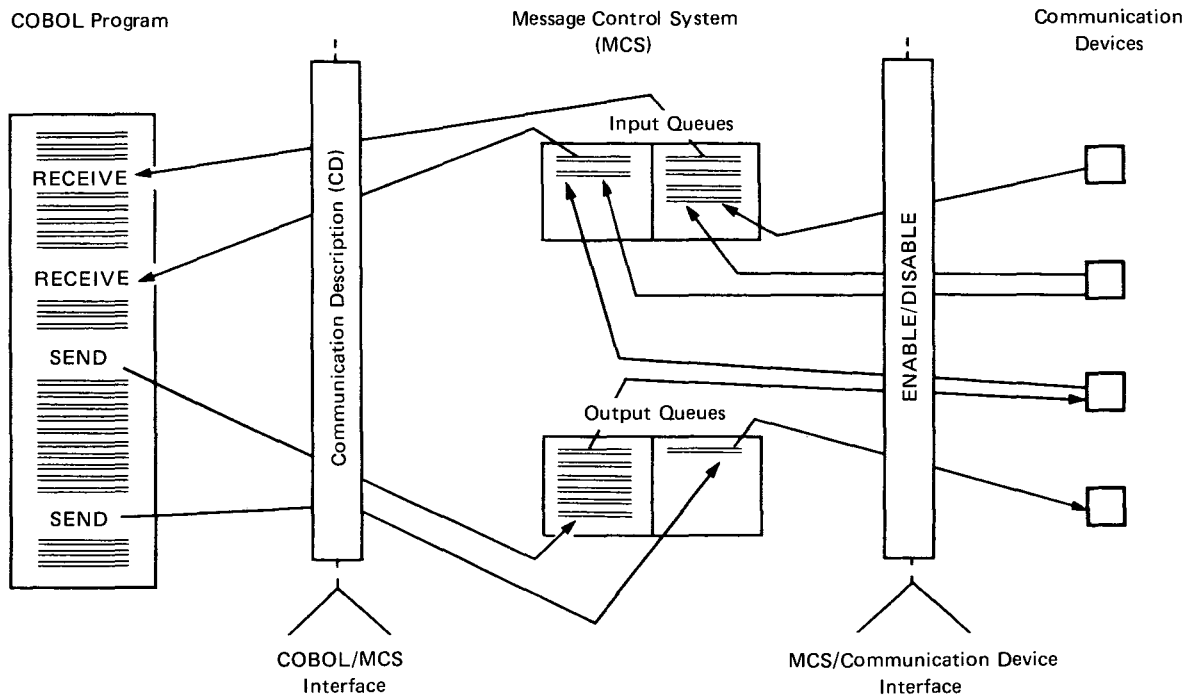 COBOL Program
Message Control System
(MCS)
Communication
Devices
Input Queues
RECEIVE
RECEIVE
SEND
SEND
Communication Description (CD)
Output Queues
ENABLE/DISABLE
COBOL/MCS
Interface
MCS/Communication Device
Interface